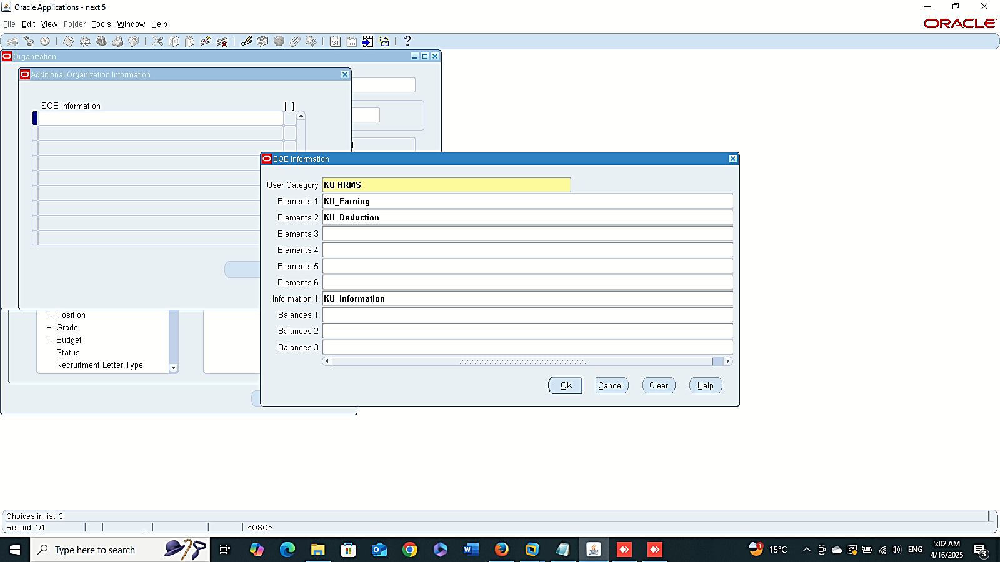 Oracle Applications - next 5
File Edit View Folder Tools Window Help
ORACLE
Organization
Additional Organization Information
SOE Information
[ ]
SOE Information
User Category KU HRMS
Elements 1 KU_Earning
Elements 2 KU_Deduction
Elements 3
Elements 4
Elements 5
Elements 6
Information 1 KU_Information
Balances 1
Balances 2
Balances 3
OK Cancel Clear Help
+ Position
+ Grade
+ Budget
Status
Recruitment Letter Type
Choices in list: 3
Record: 1/1 ... <OSC>
Type here to search
15°C
ENG
5:02 AM
4/16/2025
3